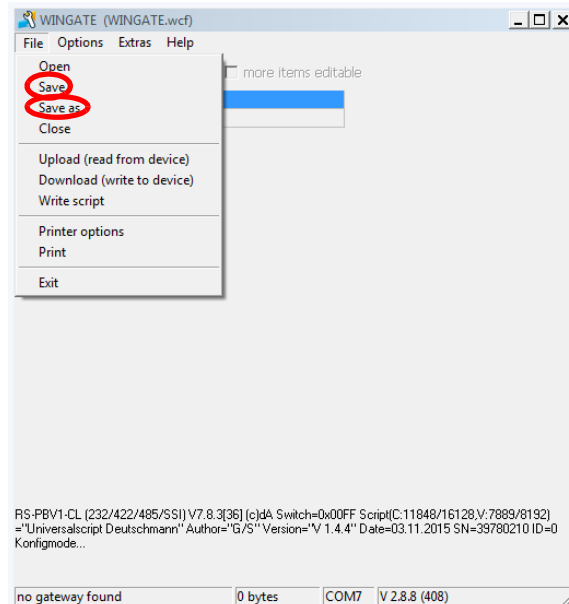 WINGATE (WINGATE.wcf)
File Options Extras Help
Open
more items editable
Save
Save as
Close
Upload (read from device)
Download (write to device)
Write script
Printer options
Print
Exit
RS-PBV1-CL (232/422/485/SSI) V7.8.3[36] (c)dA Switch=0x00FF Script(C:11848/16128,V:7889/8192)
="Universalscript Deutschmann" Author="G/S" Version="V 1.4.4" Date=03.11.2015 SN=39780210 ID=0
Konfigmode...
no gateway found 0 bytes COM7 V 2.8.8 (408)